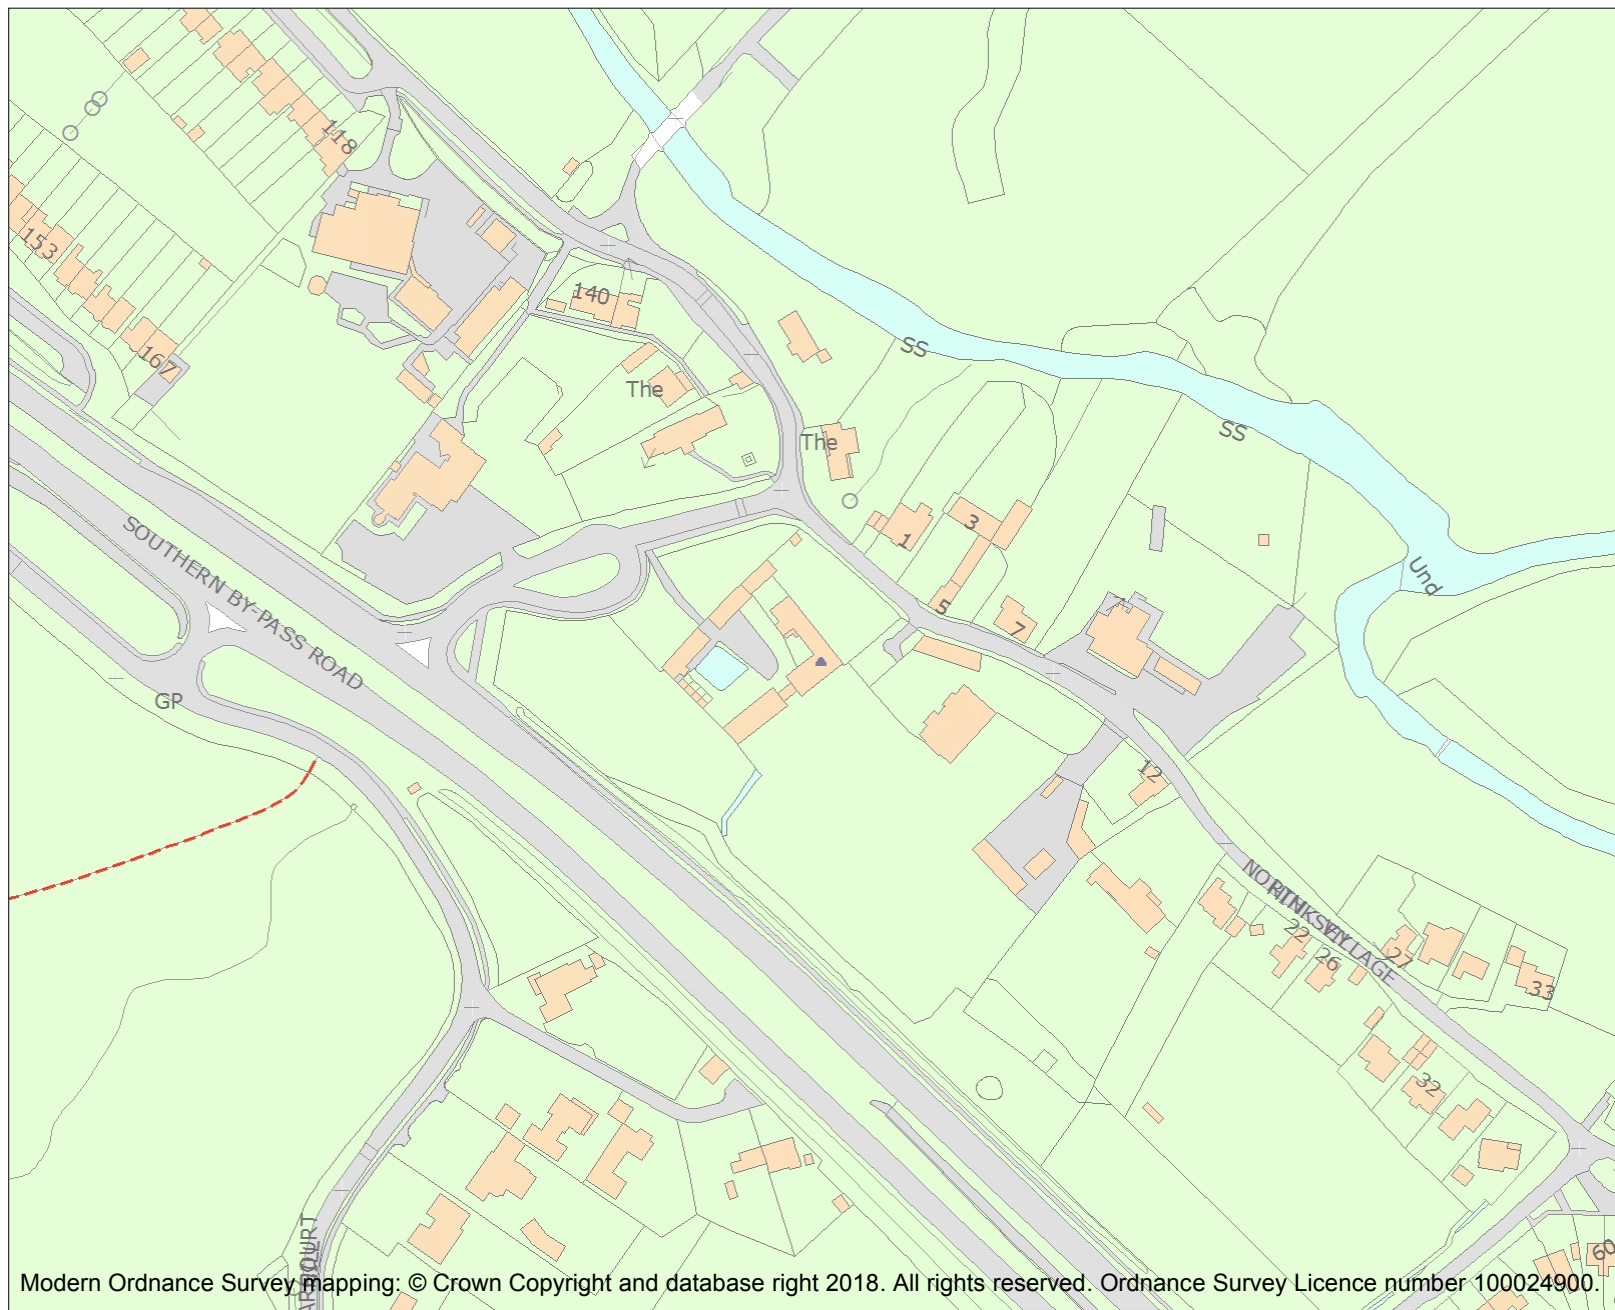 118
153
140
167
The
The
SS
SS
SOUTHERN BY-PASS ROAD
GP
1
3
5
7
Und
12
22
26
27
33
32
60
Modern Ordnance Survey mapping: © Crown Copyright and database right 2018. All rights reserved. Ordnance Survey Licence number 100024900.